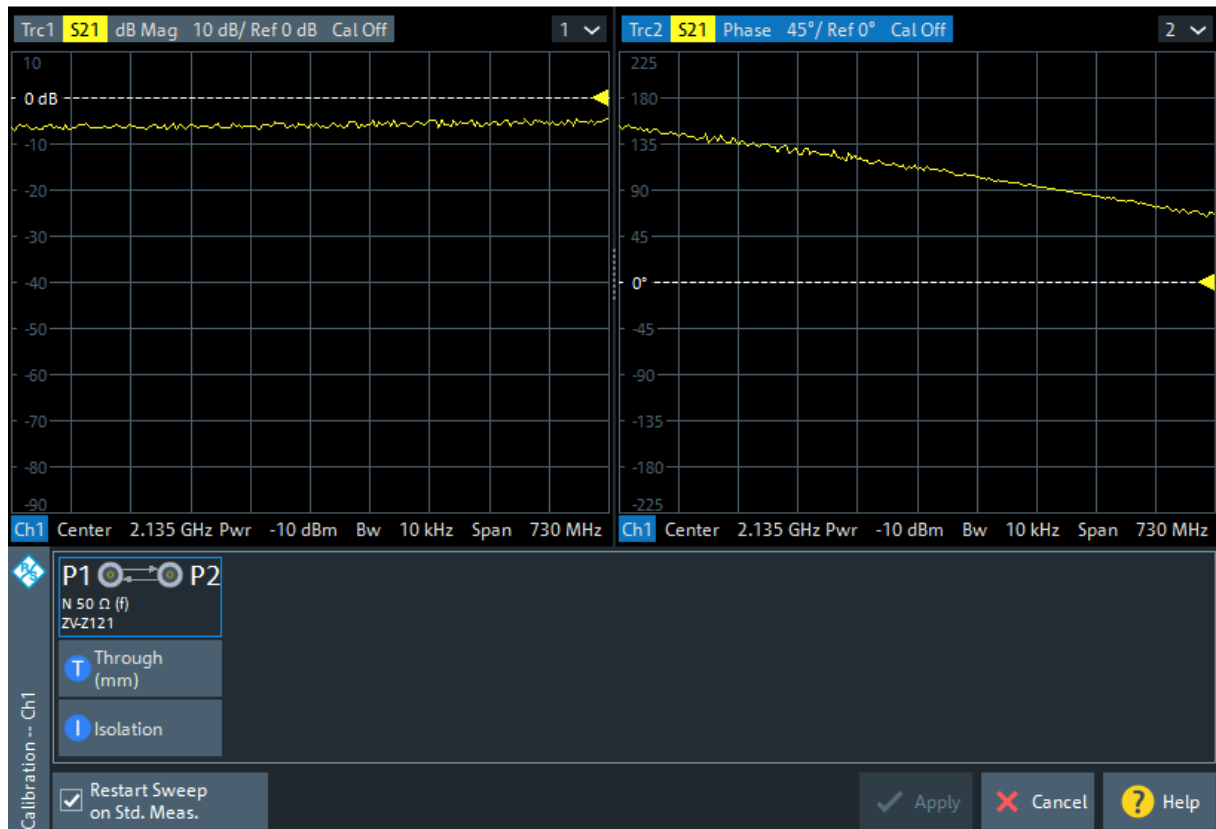 Trc1 S21 dB Mag 10 dB/ Ref 0 dB Cal Off 1
10
0 dB
-10
-20
-30
-40
-50
-60
-70
-80
-90
Ch1 Center 2.135 GHz Pwr -10 dBm Bw 10 kHz Span 730 MHz
Trc2 S21 Phase 45°/ Ref 0° Cal Off 2
225
180
135
90
45
0°
-45
-90
-135
-180
-225
Ch1 Center 2.135 GHz Pwr -10 dBm Bw 10 kHz Span 730 MHz
R&S
Calibration -- Ch1
P1 P2
N 50 Ω (f)
ZV-Z121
T Through
(mm)
I Isolation
Restart Sweep
on Std. Meas.
Apply
Cancel
? Help